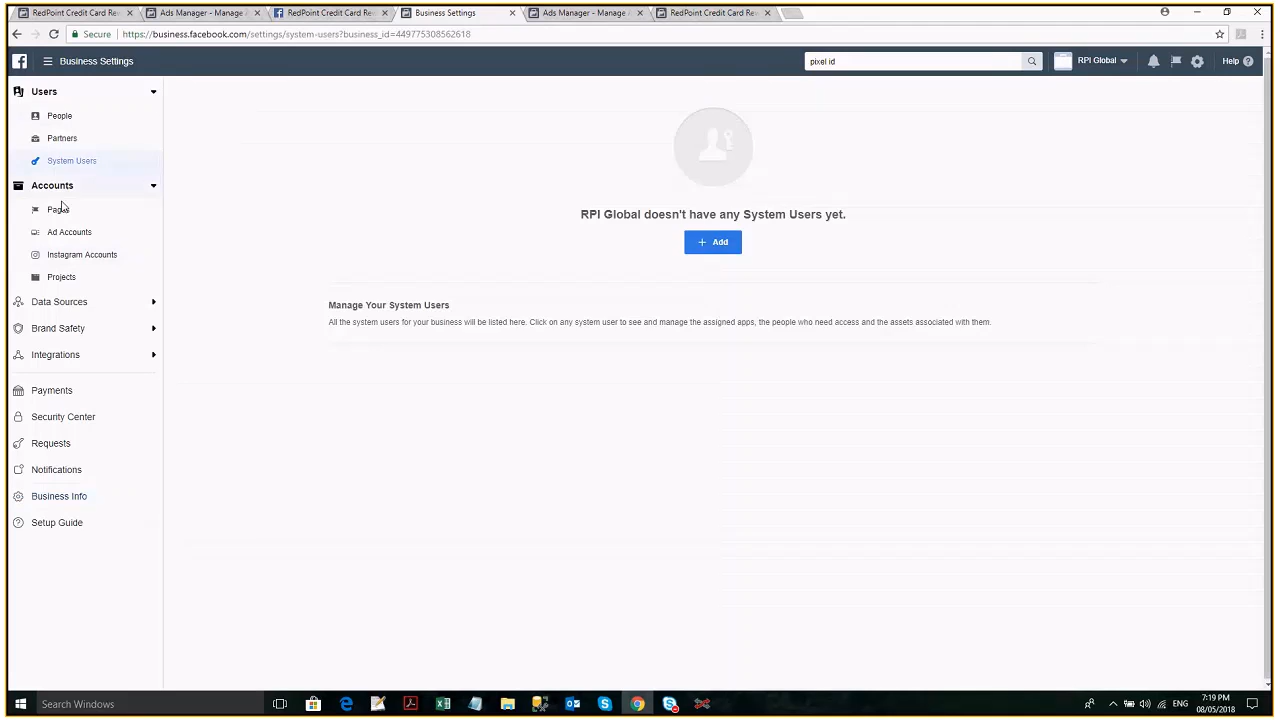 RedPoint Credit Card Rev
Ads Manager - Manage A
RedPoint Credit Card Rev
Business Settings
Ads Manager - Manage A
RedPoint Credit Card Rev
Secure
https://business.facebook.com/settings/system-users?business_id=449775308562618
Business Settings
pixel id
RPI Global
Help
Users
People
Partners
System Users
Accounts
Pages
Ad Accounts
Instagram Accounts
Projects
Data Sources
Brand Safety
Integrations
Payments
Security Center
Requests
Notifications
Business Info
Setup Guide
RPI Global doesn't have any System Users yet.
+ Add
Manage Your System Users
All the system users for your business will be listed here. Click on any system user to see and manage the assigned apps, the people who need access and the assets associated with them.
Search Windows
ENG
7:19 PM
08/05/2018